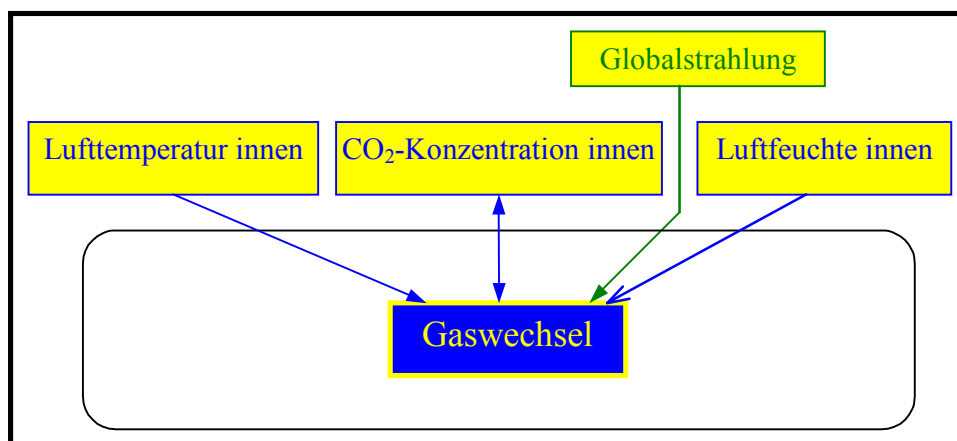 Globalstrahlung
Lufttemperatur innen
CO₂-Konzentration innen
Luftfeuchte innen
Gaswechsel